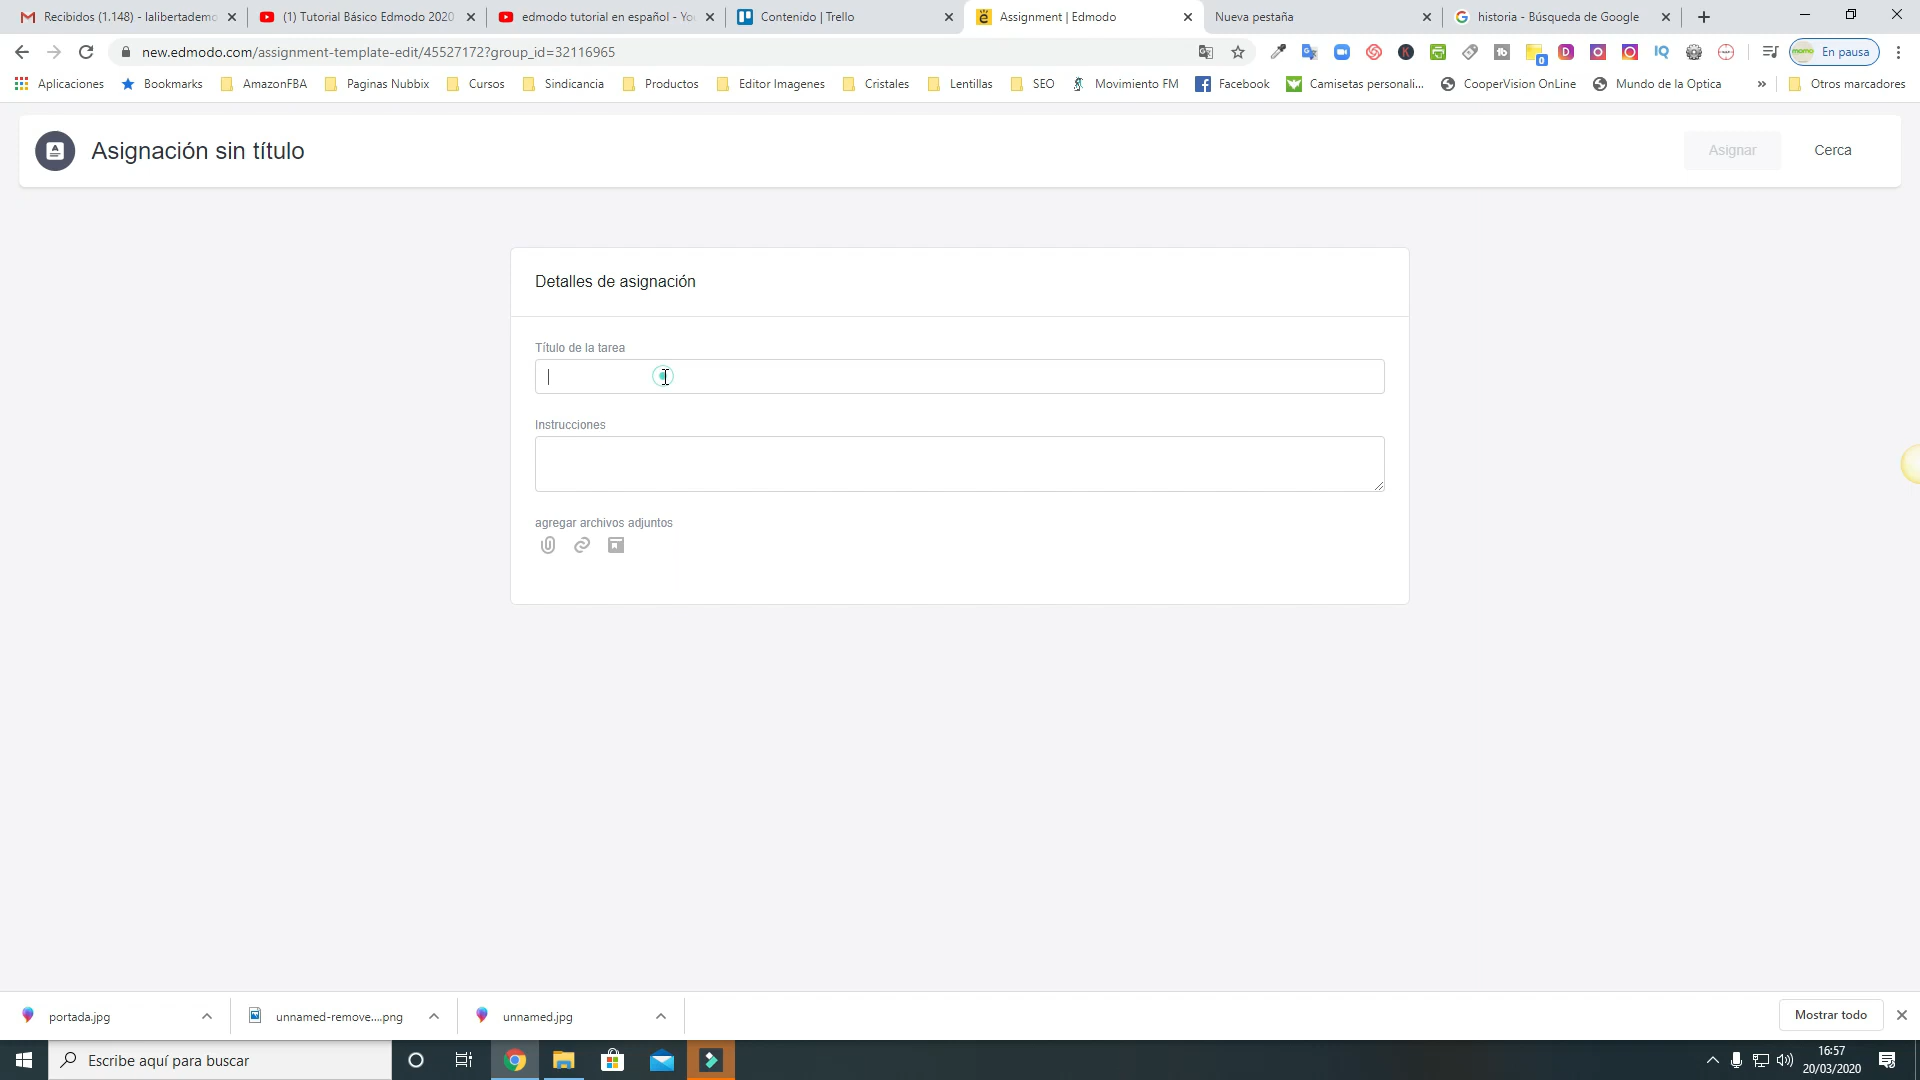 Recibidos (1.148) - lalibertademo
(1) Tutorial Básico Edmodo 2020
edmodo tutorial en español - Yo
Contenido | Trello
Assignment | Edmodo
Nueva pestaña
historia - Búsqueda de Google
new.edmodo.com/assignment-template-edit/45527172?group_id=32116965
En pausa
Aplicaciones
Bookmarks
AmazonFBA
Paginas Nubbix
Cursos
Sindicancia
Productos
Editor Imagenes
Cristales
Lentillas
SEO
Movimiento FM
Facebook
Camisetas personali...
CooperVision OnLine
Mundo de la Optica
»
Otros marcadores
Asignación sin título
Asignar
Cerca
Detalles de asignación
Título de la tarea
Instrucciones
agregar archivos adjuntos
portada.jpg
unnamed-remove....png
unnamed.jpg
Mostrar todo
Escribe aquí para buscar
16:57
20/03/2020